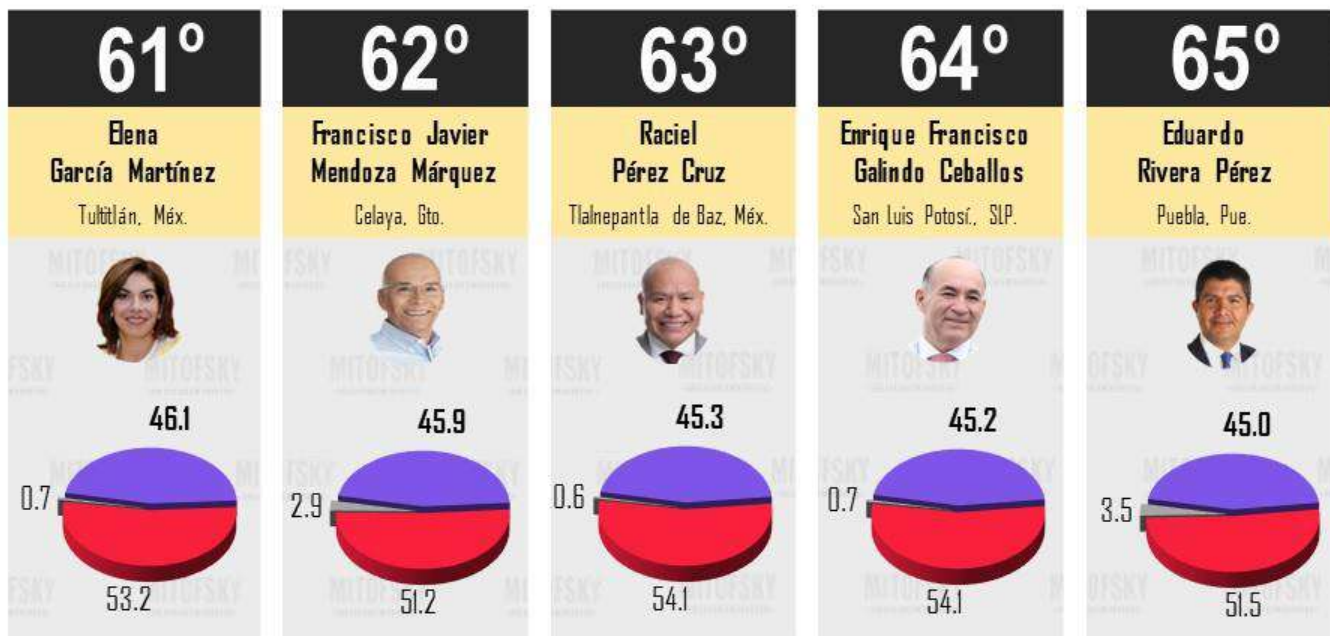 61º
Elena
García Martínez
Tultitlán, Méx.
46.1
0.7
53.2
62º
Francisco Javier
Mendoza Márquez
Celaya, Gto.
45.9
2.9
51.2
63º
Raciel
Pérez Cruz
Tlalnepantla de Baz, Méx.
45.3
0.6
54.1
64º
Enrique Francisco
Galindo Ceballos
San Luis Potosí., SLP.
45.2
0.7
54.1
65º
Eduardo
Rivera Pérez
Puebla, Pue.
45.0
3.5
51.5
MITOFSKY